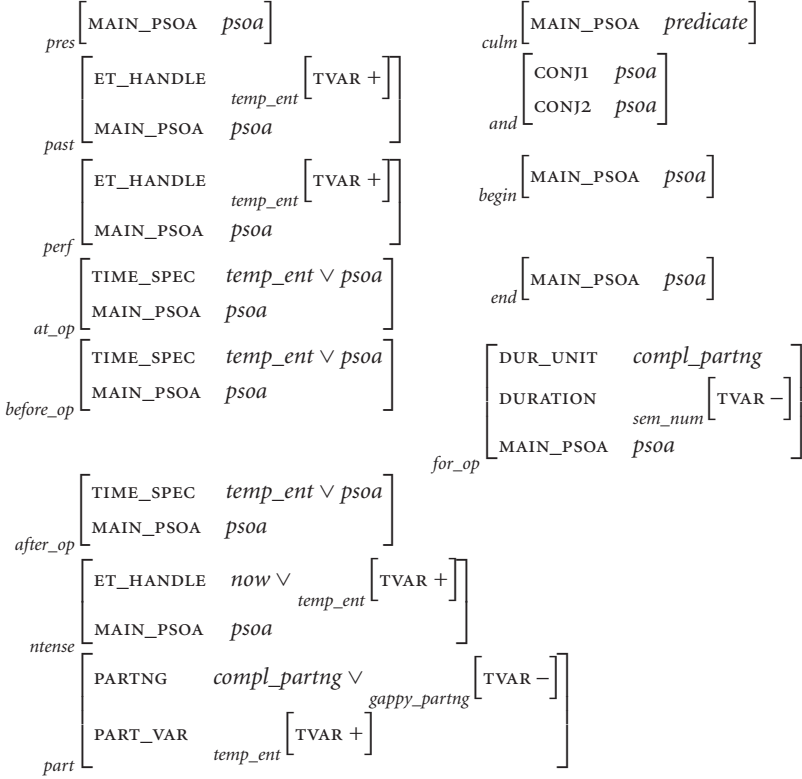 pres[MAIN_PSOA psoa]
culm[MAIN_PSOA predicate]
past[ET_HANDLE temp_ent[TVAR +]
MAIN_PSOA psoa]
and[CONJ1 psoa
CONJ2 psoa]
perf[ET_HANDLE temp_ent[TVAR +]
MAIN_PSOA psoa]
begin[MAIN_PSOA psoa]
at_op[TIME_SPEC temp_ent ∨ psoa
MAIN_PSOA psoa]
end[MAIN_PSOA psoa]
before_op[TIME_SPEC temp_ent ∨ psoa
MAIN_PSOA psoa]
for_op[DUR_UNIT compl_partng
DURATION sem_num[TVAR −]
MAIN_PSOA psoa]
after_op[TIME_SPEC temp_ent ∨ psoa
MAIN_PSOA psoa]
ntense[ET_HANDLE now ∨ temp_ent[TVAR +]
MAIN_PSOA psoa]
part[PARTNG compl_partng ∨ gappy_partng[TVAR −]
PART_VAR temp_ent[TVAR +]]